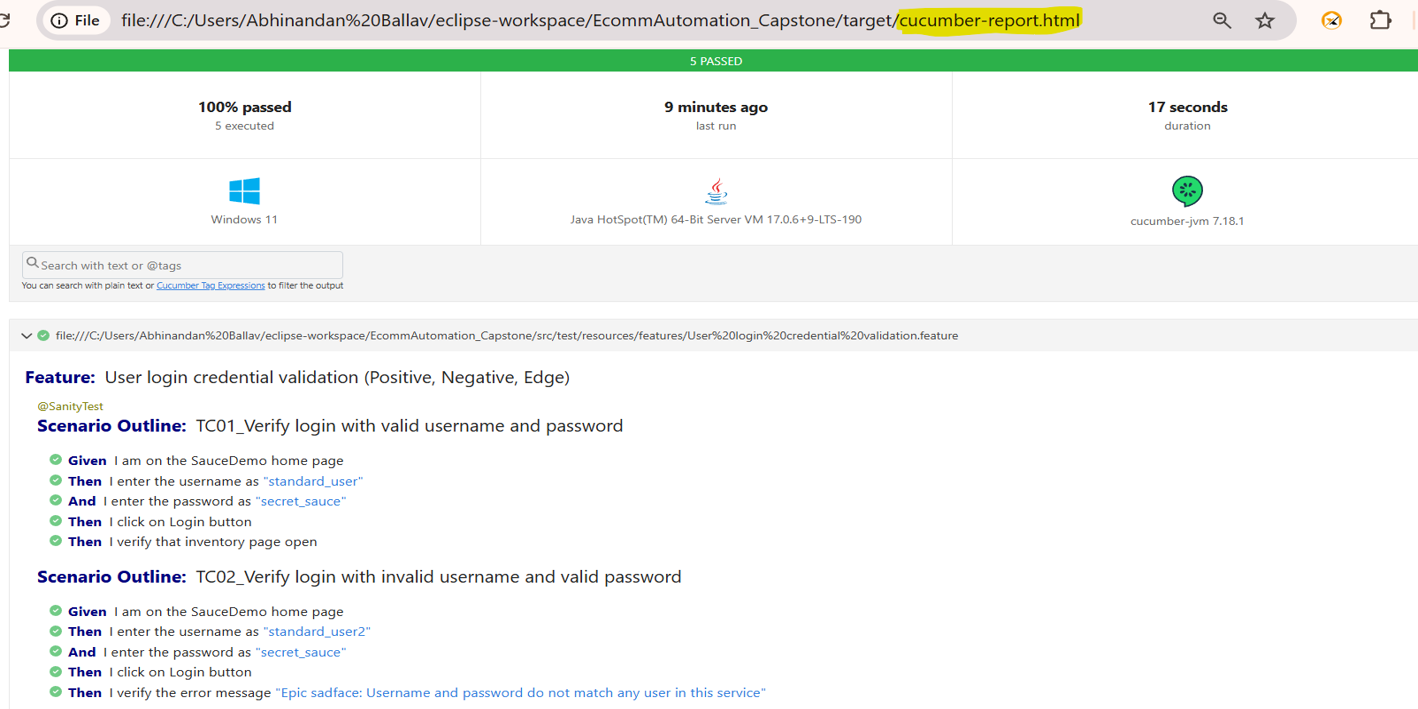 File file:///C:/Users/Abhinandan%20Ballav/eclipse-workspace/EcommAutomation_Capstone/target/cucumber-report.html
5 PASSED
100% passed
5 executed
9 minutes ago
last run
17 seconds
duration
Windows 11
Java HotSpot(TM) 64-Bit Server VM 17.0.6+9-LTS-190
cucumber-jvm 7.18.1
Search with text or @tags
You can search with plain text or Cucumber Tag Expressions to filter the output
file:///C:/Users/Abhinandan%20Ballav/eclipse-workspace/EcommAutomation_Capstone/src/test/resources/features/User%20login%20credential%20validation.feature
Feature: User login credential validation (Positive, Negative, Edge)
@SanityTest
Scenario Outline: TC01_Verify login with valid username and password
Given I am on the SauceDemo home page
Then I enter the username as "standard_user"
And I enter the password as "secret_sauce"
Then I click on Login button
Then I verify that inventory page open
Scenario Outline: TC02_Verify login with invalid username and valid password
Given I am on the SauceDemo home page
Then I enter the username as "standard_user2"
And I enter the password as "secret_sauce"
Then I click on Login button
Then I verify the error message "Epic sadface: Username and password do not match any user in this service"